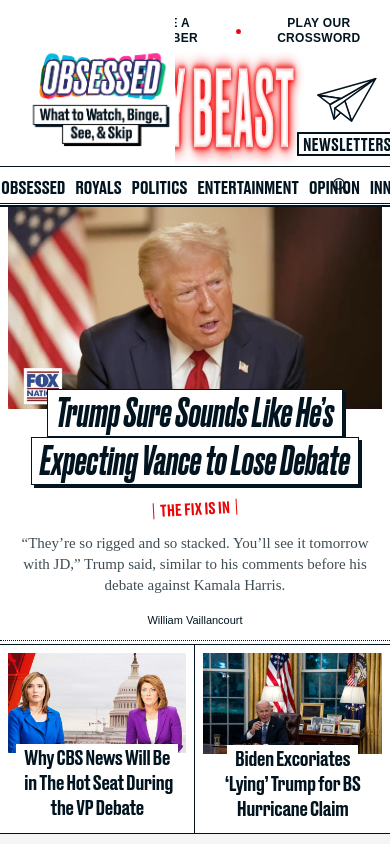 E A
BER
PLAY OUR
CROSSWORD
OBSESSED
What to Watch, Binge,
See, & Skip
Y BEAST
NEWSLETTERS
OBSESSED ROYALS POLITICS ENTERTAINMENT OPINION INN
FOX
NATION
Trump Sure Sounds Like He’s
Expecting Vance to Lose Debate
THE FIX IS IN
“They’re so rigged and so stacked. You’ll see it tomorrow
with JD,” Trump said, similar to his comments before his
debate against Kamala Harris.
William Vaillancourt
Why CBS News Will Be
in The Hot Seat During
the VP Debate
Biden Excoriates
‘Lying’ Trump for BS
Hurricane Claim